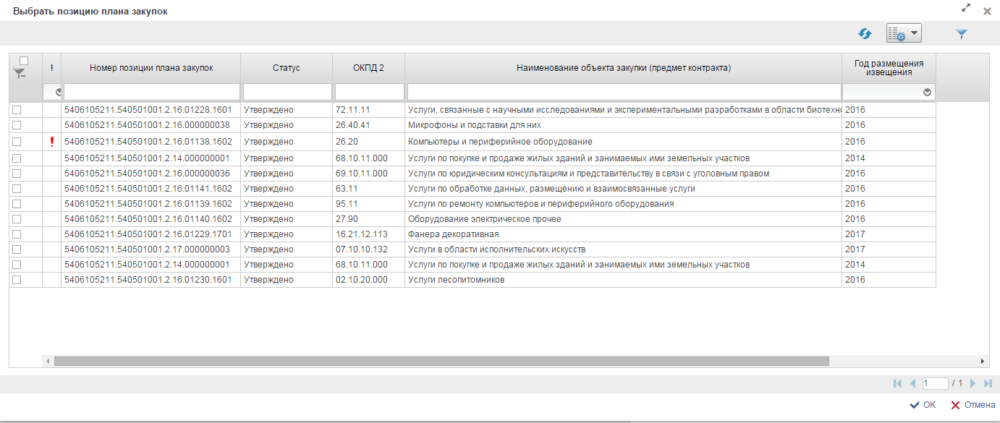 Выбрать позицию плана закупок
! Номер позиции плана закупок Статус ОКПД 2 Наименование объекта закупки (предмет контракта) Год размещения
извещения
5406105211.540501001.2.16.01228.1601 Утверждено 72.11.11 Услуги, связанные с научными исследованиями и экспериментальными разработками в области биотехно 2016
5406105211.540501001.2.16.000000038 Утверждено 26.40.41 Микрофоны и подставки для них 2016
! 5406105211.540501001.2.16.01138.1602 Утверждено 26.20 Компьютеры и периферийное оборудование 2016
5406105211.540501001.2.14.000000001 Утверждено 68.10.11.000 Услуги по покупке и продаже жилых зданий и занимаемых ими земельных участков 2014
5406105211.540501001.2.16.000000036 Утверждено 69.10.11.000 Услуги по юридическим консультациям и представительству в связи с уголовным правом 2016
5406105211.540501001.2.16.01141.1602 Утверждено 63.11 Услуги по обработке данных, размещению и взаимосвязанные услуги 2016
5406105211.540501001.2.16.01139.1602 Утверждено 95.11 Услуги по ремонту компьютеров и периферийного оборудования 2016
5406105211.540501001.2.16.01140.1602 Утверждено 27.90 Оборудование электрическое прочее 2016
5406105211.540501001.2.16.01229.1701 Утверждено 16.21.12.113 Фанера декоративная 2017
5406105211.540501001.2.17.000000003 Утверждено 07.10.10.132 Услуги в области исполнительских искусств 2017
5406105211.540501001.2.14.000000001 Утверждено 68.10.11.000 Услуги по покупке и продаже жилых зданий и занимаемых ими земельных участков 2014
5406105211.540501001.2.16.01230.1601 Утверждено 02.10.20.000 Услуги лесопитомников 2016
1 / 1
OK Отмена